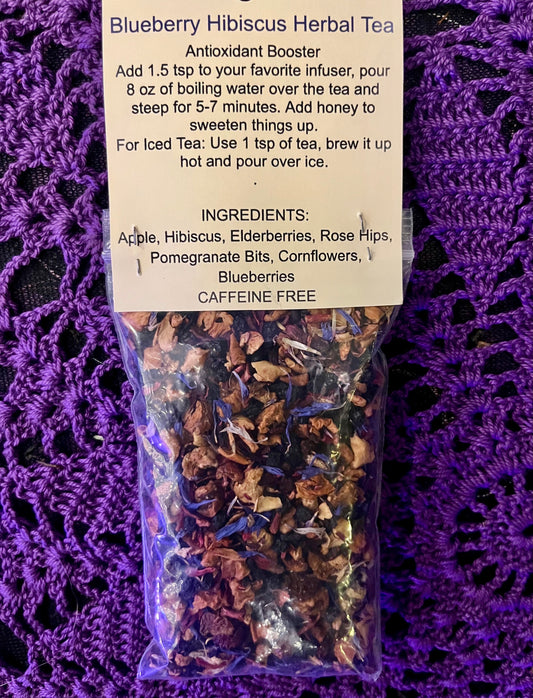 Blueberry Hibiscus Herbal Tea
Antioxidant Booster
Add 1.5 tsp to your favorite infuser, pour
8 oz of boiling water over the tea and
steep for 5-7 minutes. Add honey to
sweeten things up.
For Iced Tea: Use 1 tsp of tea, brew it up
hot and pour over ice.
.
INGREDIENTS:
Apple, Hibiscus, Elderberries, Rose Hips,
Pomegranate Bits, Cornflowers,
Blueberries
CAFFEINE FREE